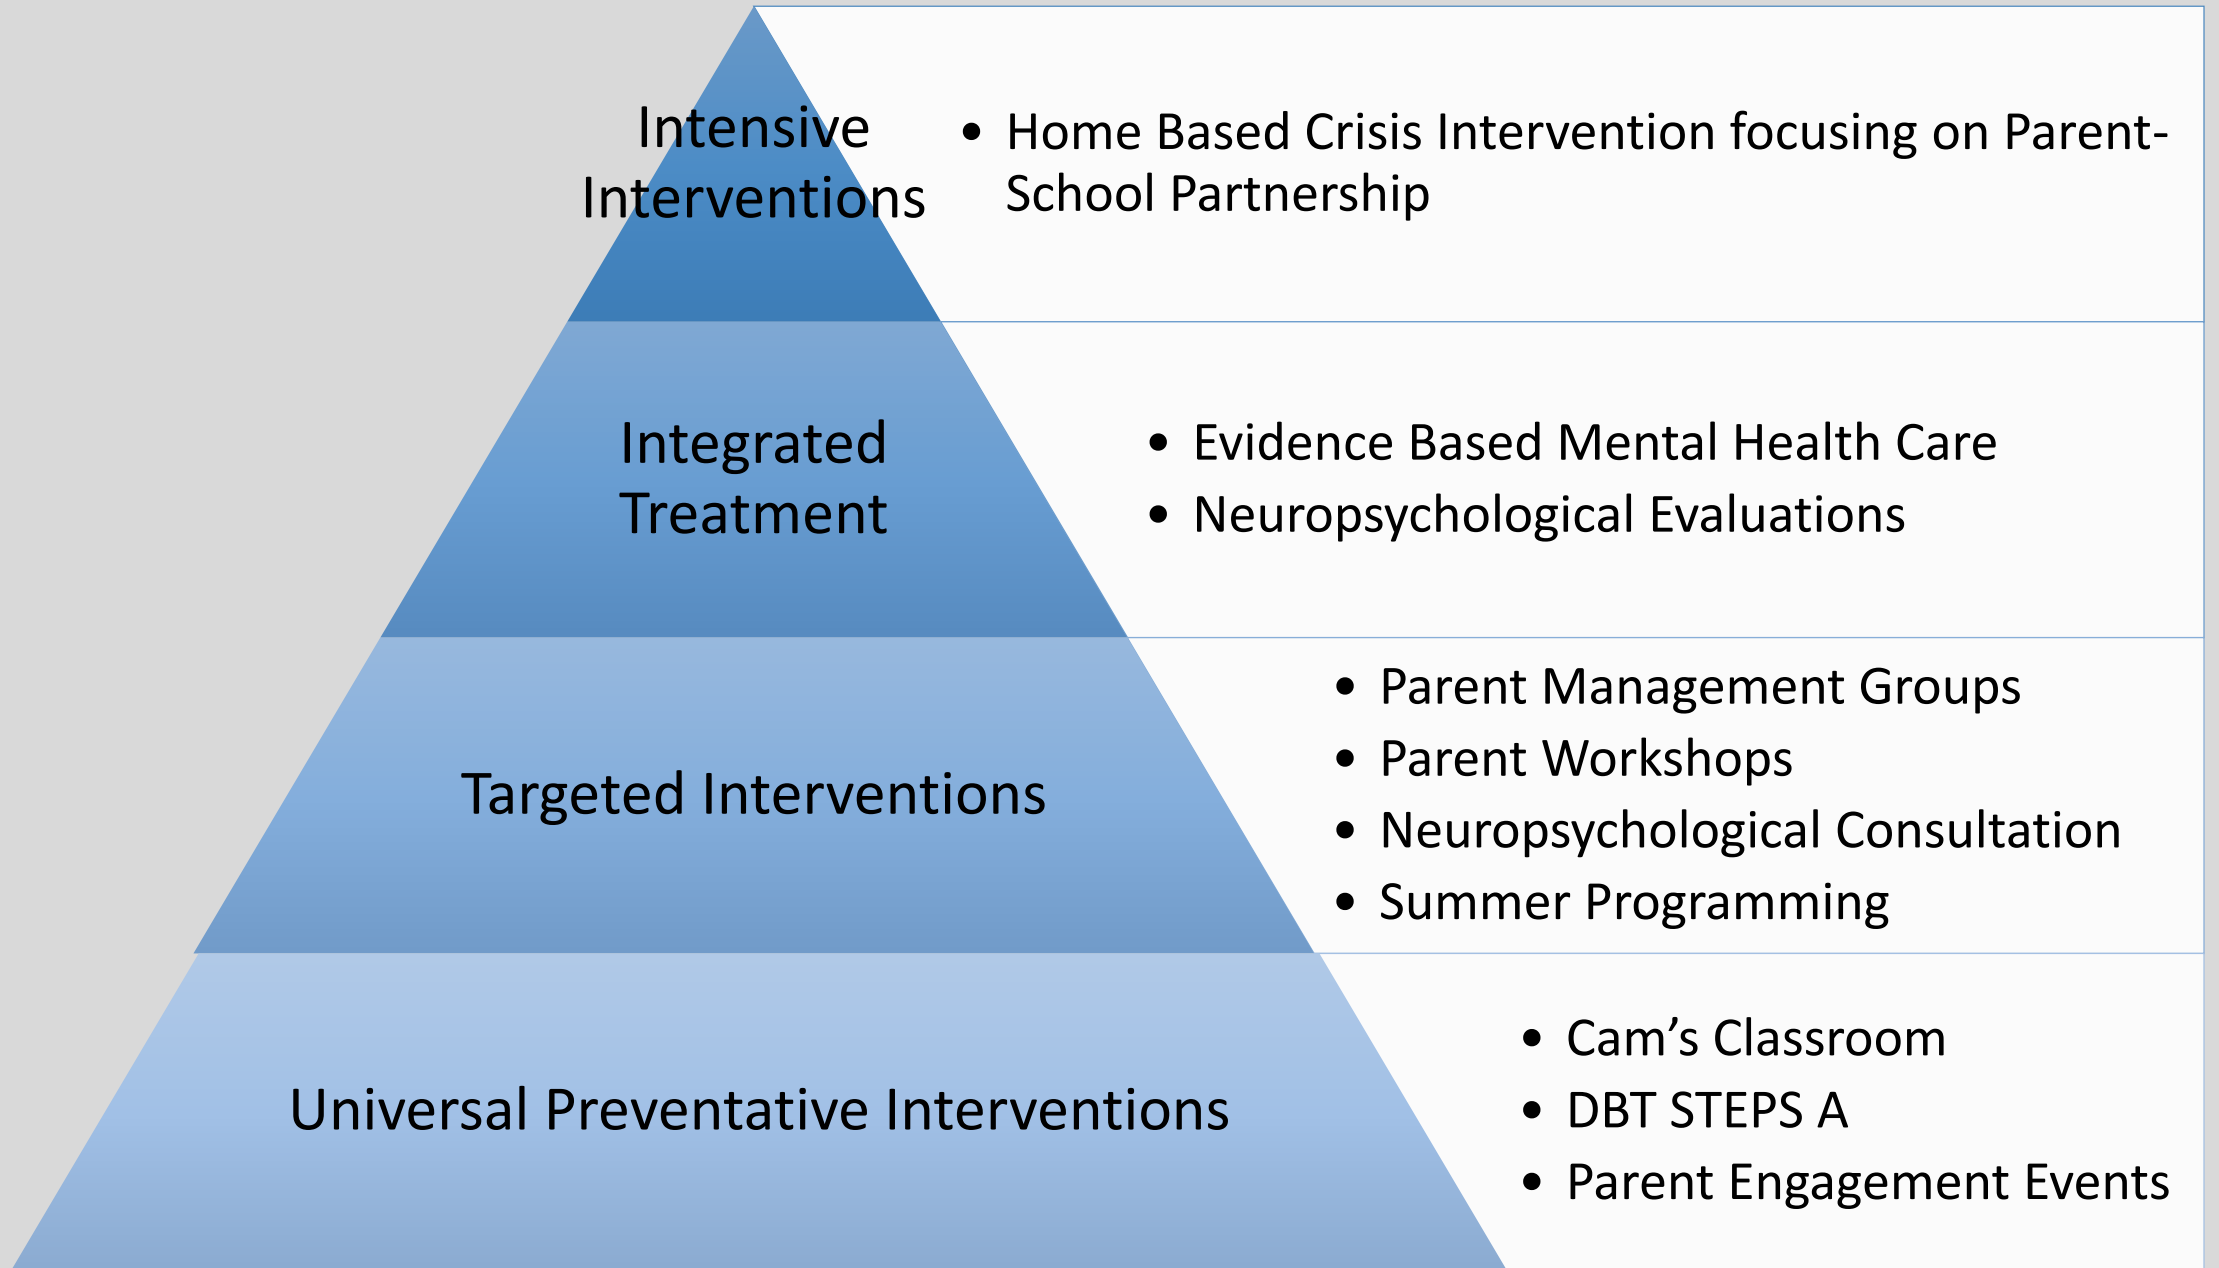 Intensive
Interventions
• Home Based Crisis Intervention focusing on Parent-
School Partnership
Integrated
Treatment
• Evidence Based Mental Health Care
• Neuropsychological Evaluations
Targeted Interventions
• Parent Management Groups
• Parent Workshops
• Neuropsychological Consultation
• Summer Programming
Universal Preventative Interventions
• Cam’s Classroom
• DBT STEPS A
• Parent Engagement Events